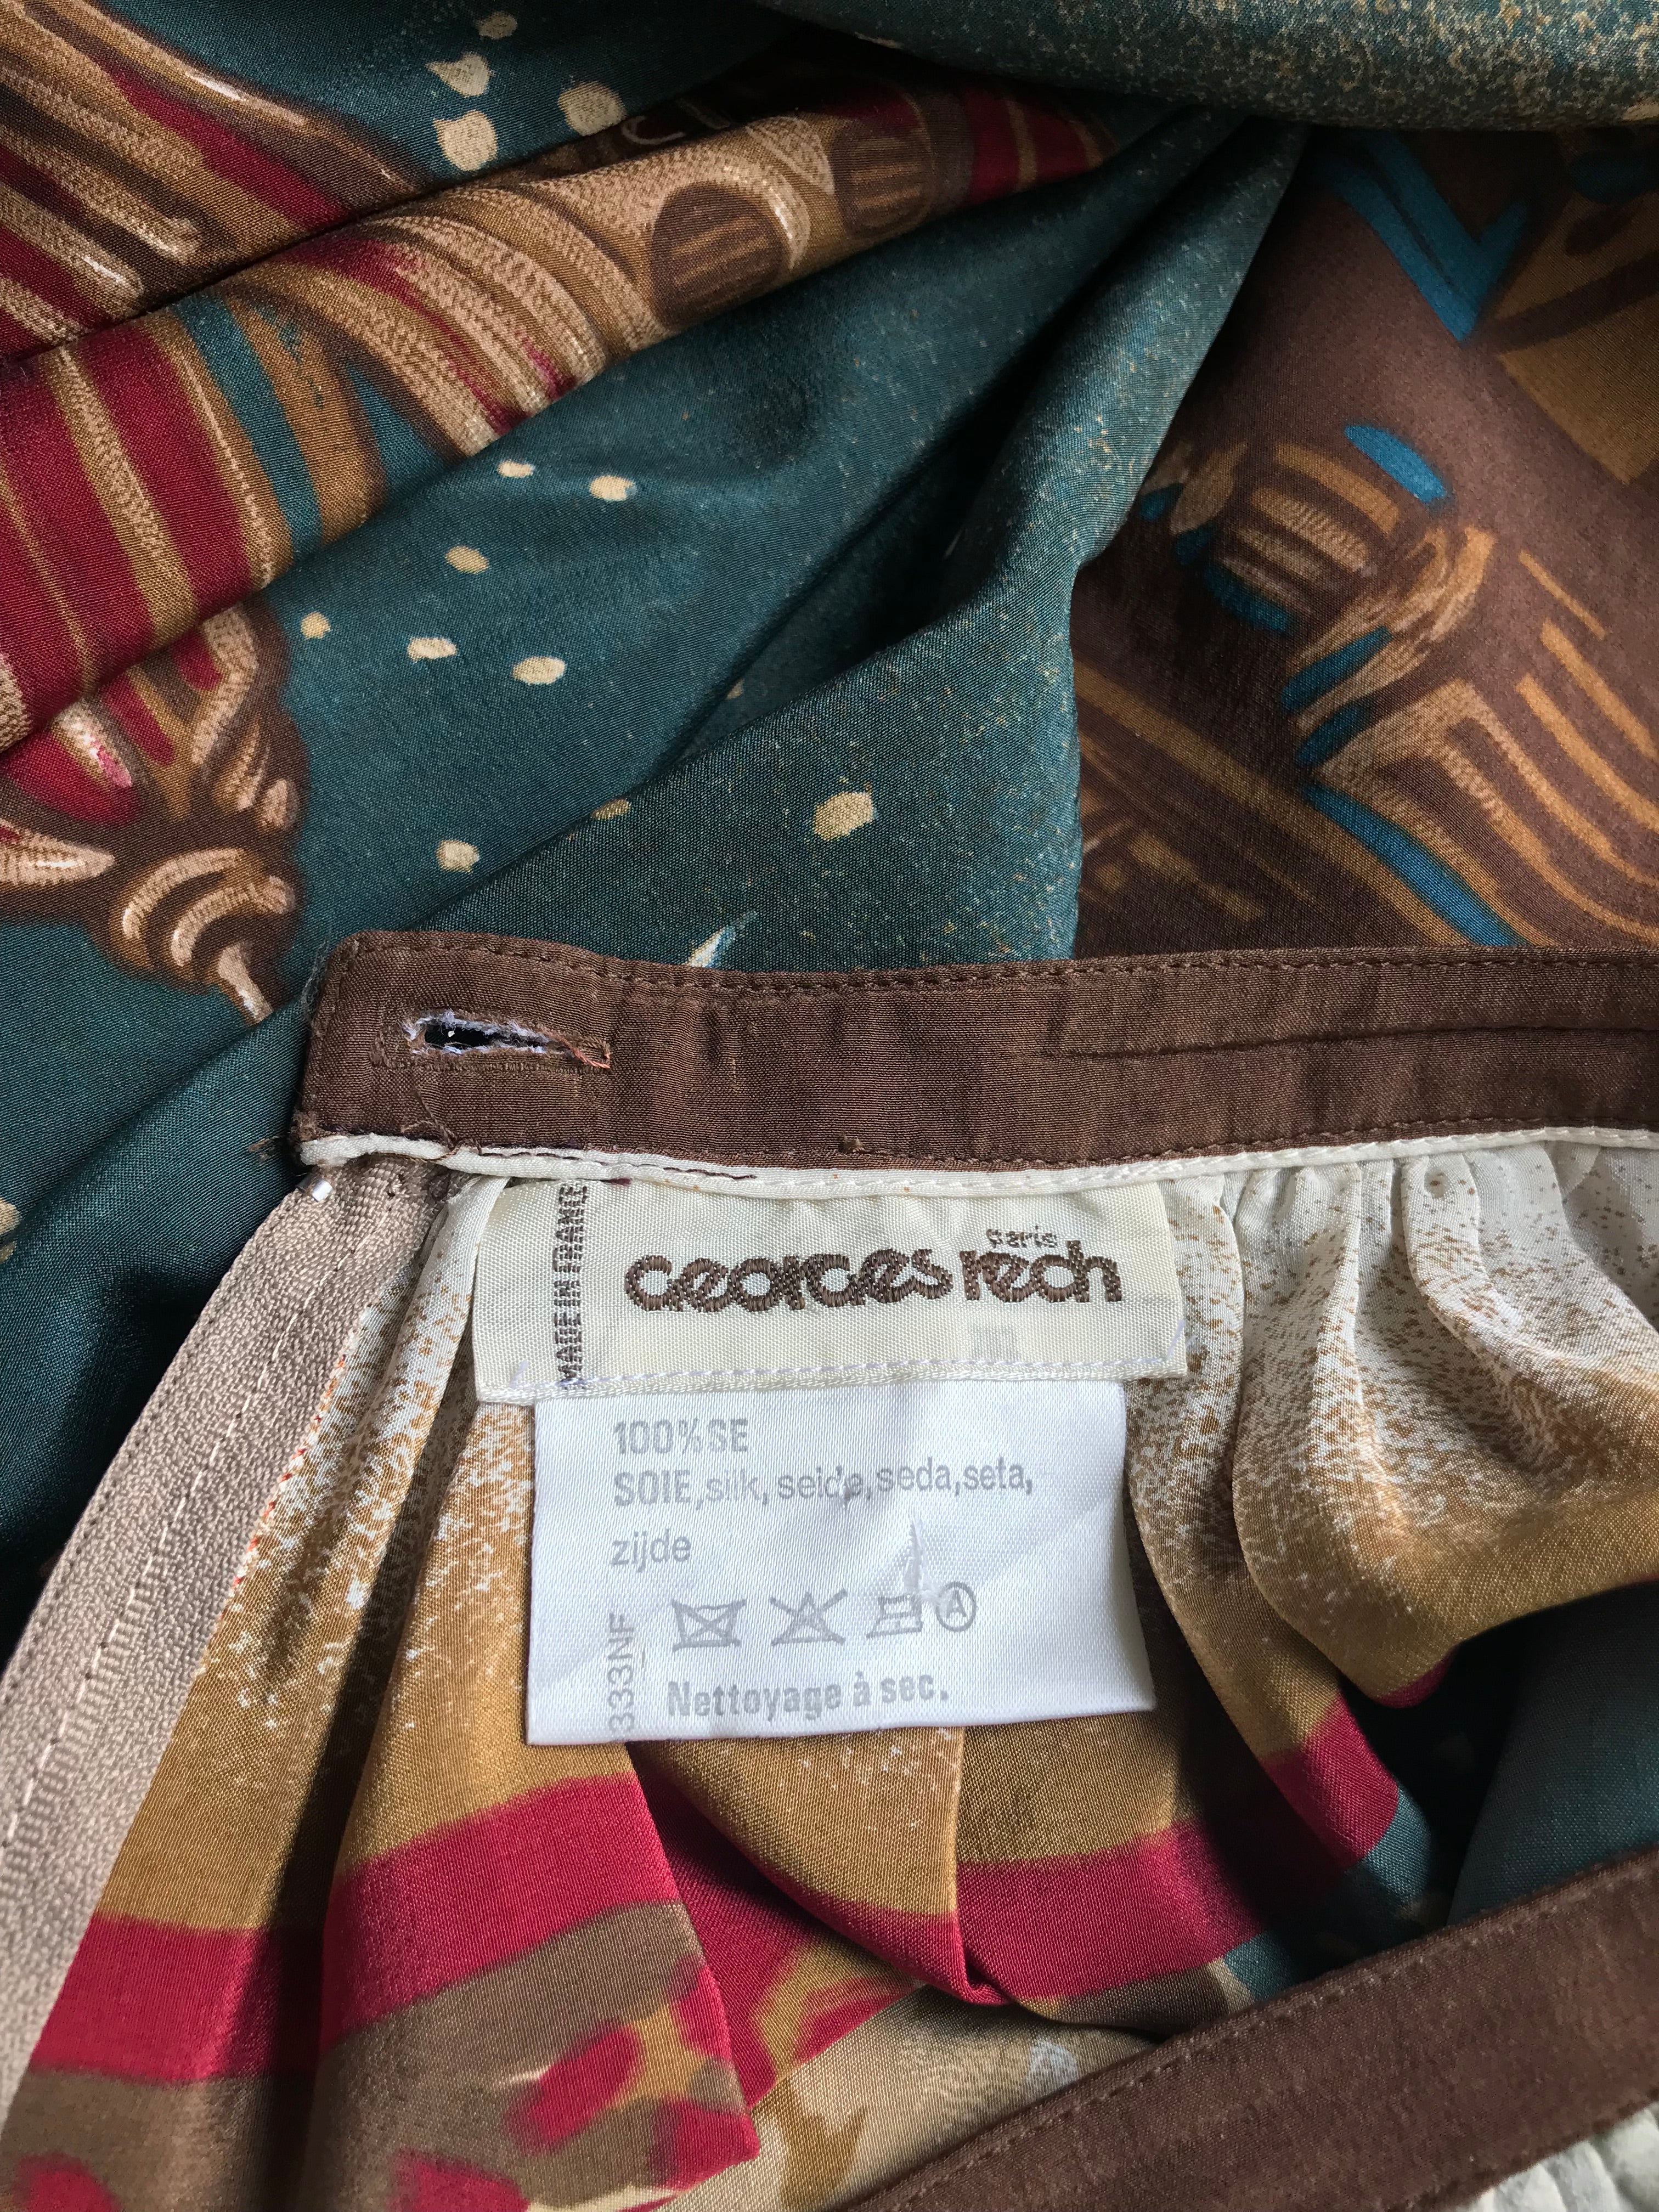 MADE IN FRANCE
Georges Rech
Paris
100% SE
SOIE, silk, seide, seda, seta,
zijde
A
333NF
Nettoyage à sec.